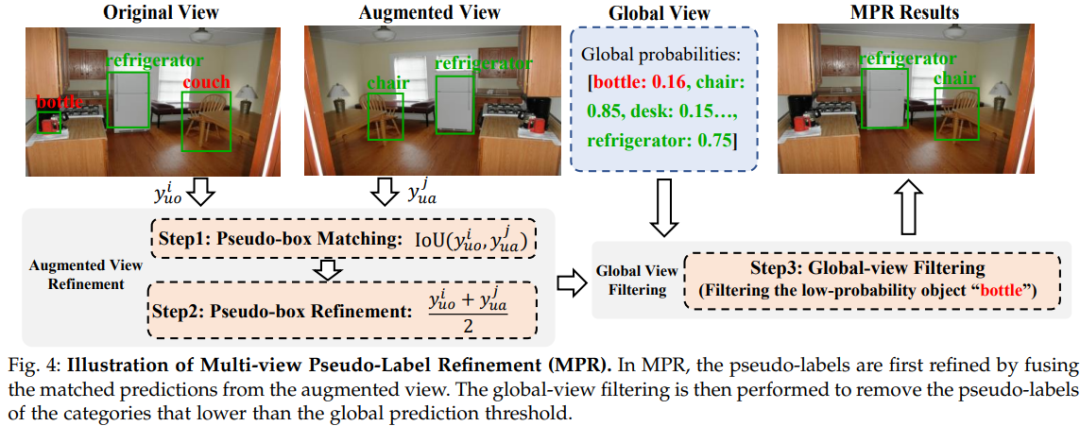 Original View
Augmented View
Global View
MPR Results
refrigerator
couch
bottle
refrigerator
chair
Global probabilities:
[bottle: 0.16, chair:
0.85, desk: 0.15…,
refrigerator: 0.75]
refrigerator
chair
y_{uo}^{i}
y_{ua}^{j}
Augmented View
Refinement
Step1: Pseudo-box Matching: IoU(y_{uo}^{i}, y_{ua}^{j})
Step2: Pseudo-box Refinement: \frac{y_{uo}^{i} + y_{ua}^{j}}{2}
Global View
Filtering
Step3: Global-view Filtering
(Filtering the low-probability object “bottle”)
Fig. 4: Illustration of Multi-view Pseudo-Label Refinement (MPR). In MPR, the pseudo-labels are first refined by fusing
the matched predictions from the augmented view. The global-view filtering is then performed to remove the pseudo-labels
of the categories that lower than the global prediction threshold.